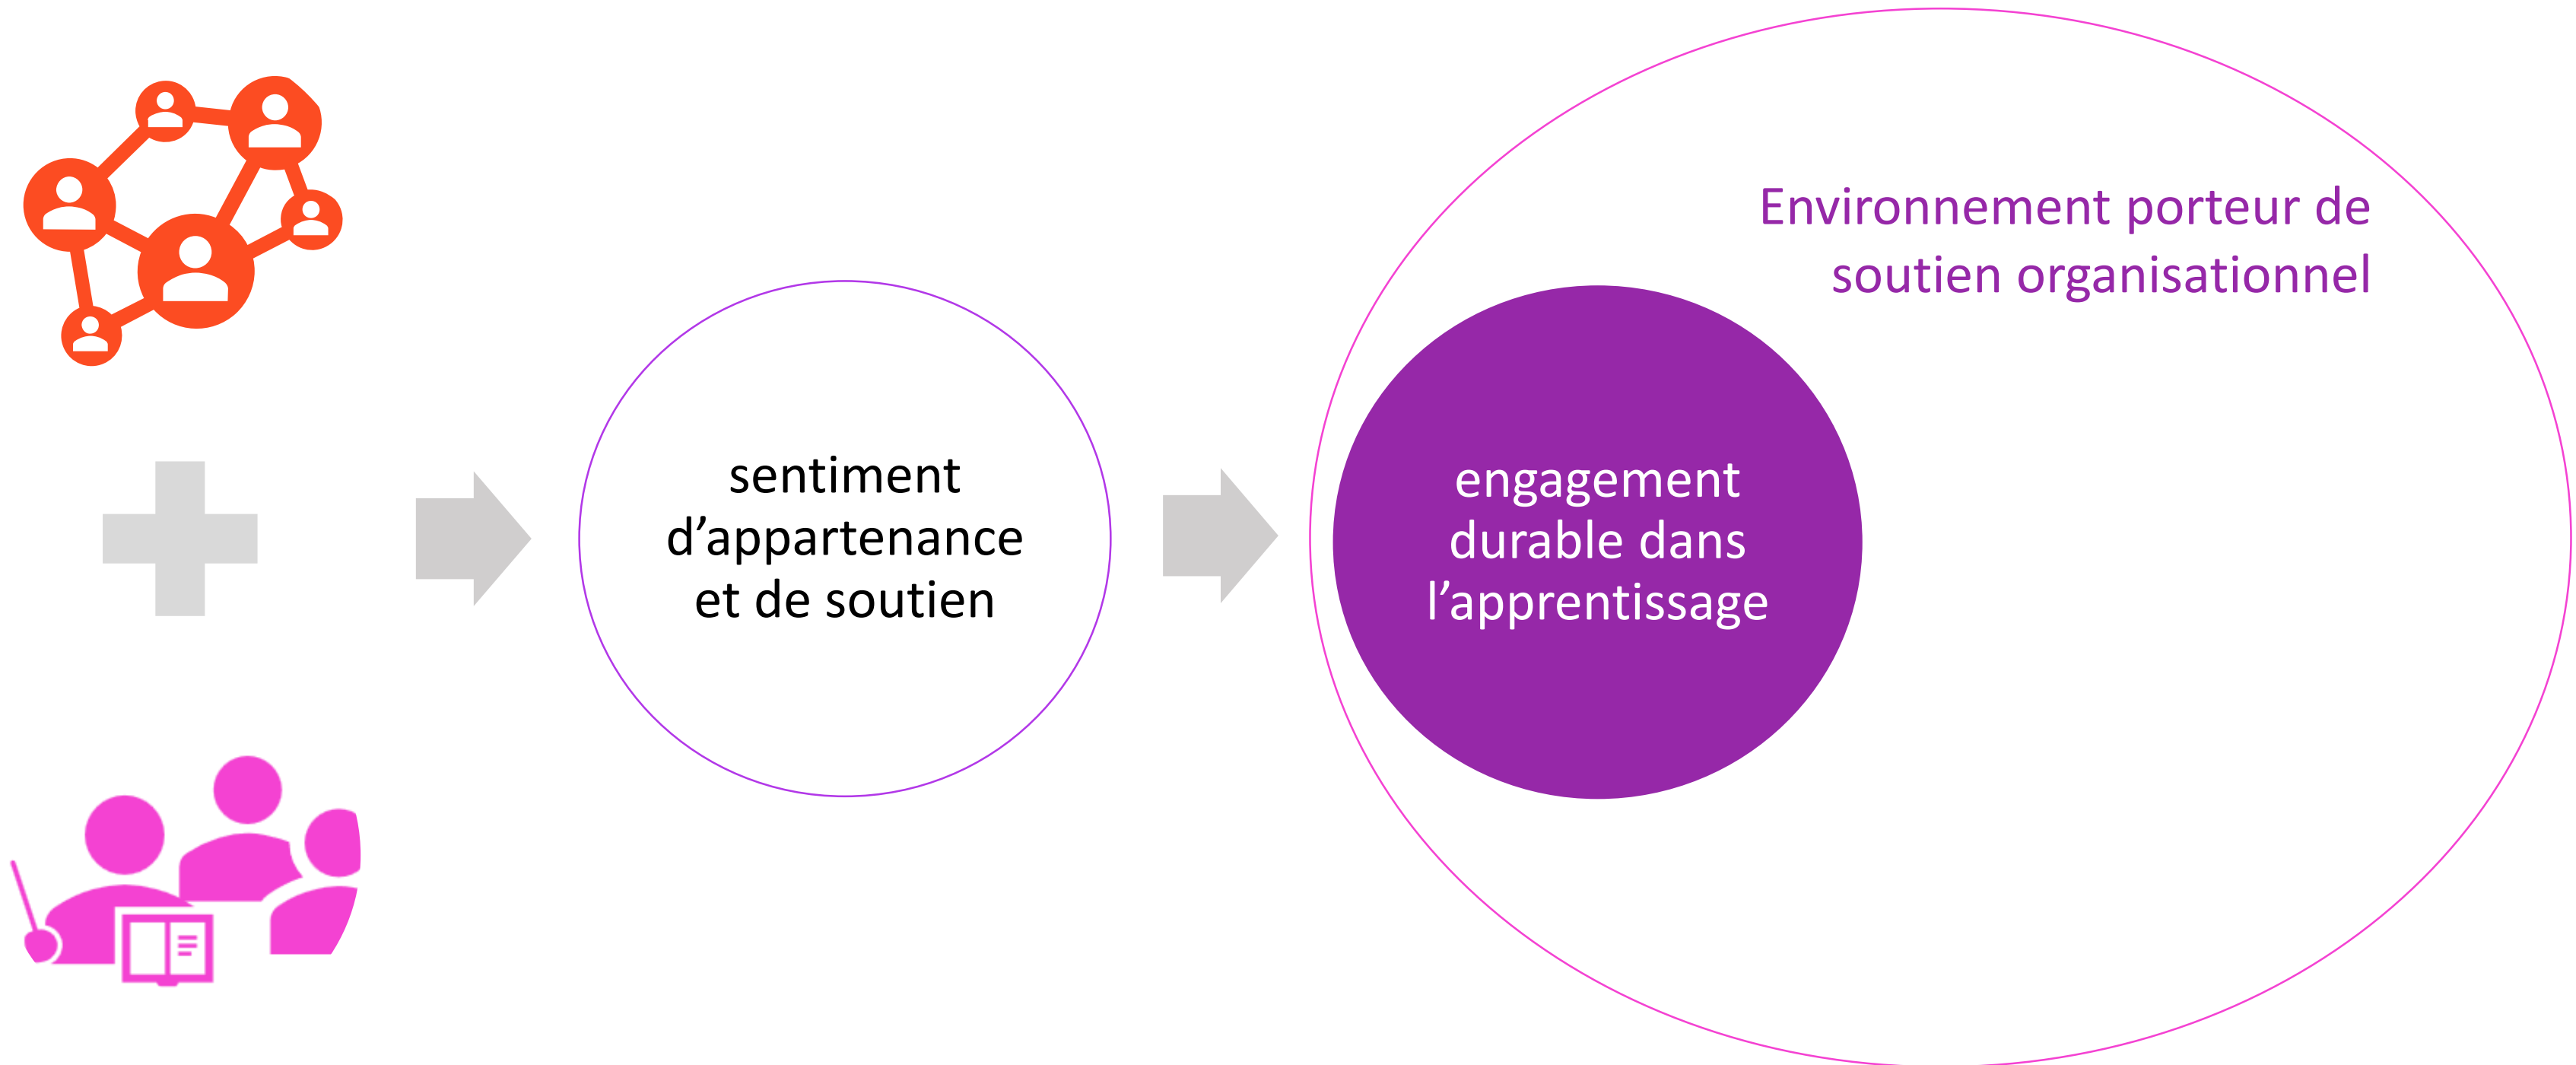 sentiment
d’appartenance
et de soutien
engagement
durable dans
l’apprentissage
Environnement porteur de
soutien organisationnel